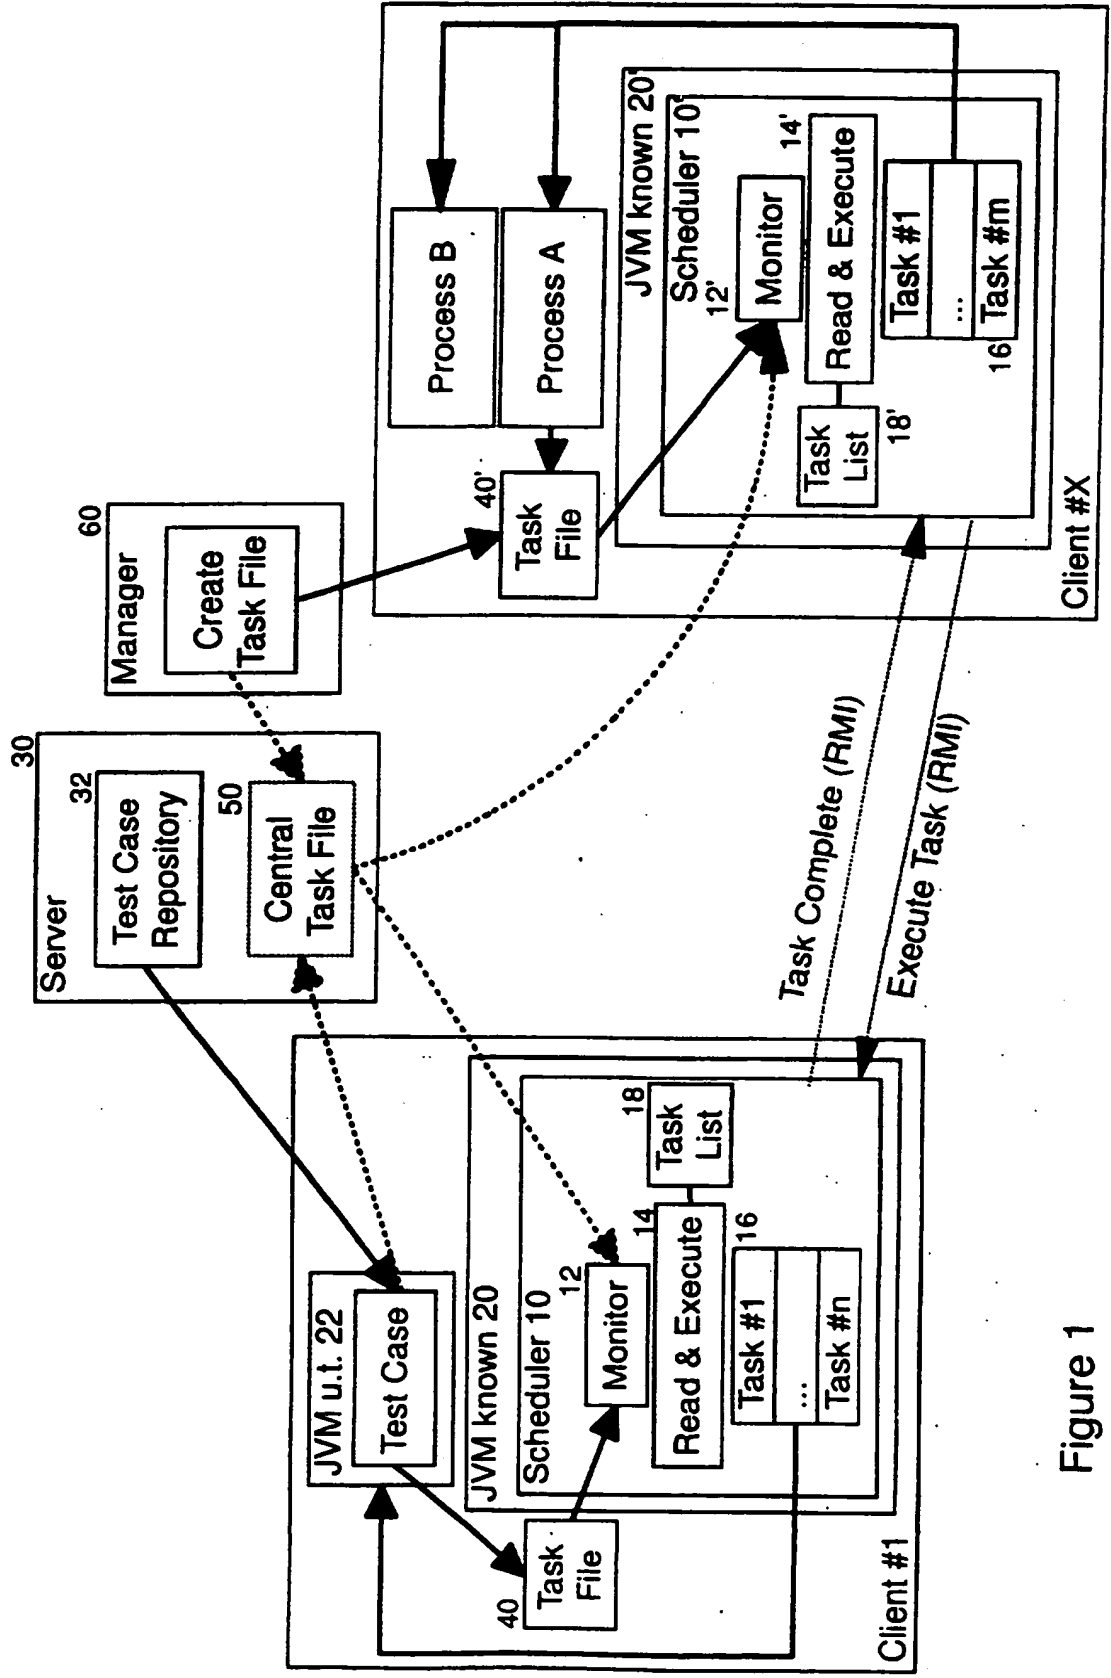 Server
30
Test Case
Repository
32
Central
Task File
50
Manager
60
Create
Task File
JVM u.t. 22
Test Case
JVM known 20
Scheduler 10
12
Monitor
14
Read & Execute
18
Task
List
16
Task #1
...
Task #n
40
Task
File
Client #1
Task Complete (RMI)
Execute Task (RMI)
Process B
Process A
40'
Task
File
JVM known 20'
Scheduler 10'
12'
Monitor
14'
Read & Execute
Task
List
18'
Task #1
...
Task #m
16'
Client #X
Figure 1